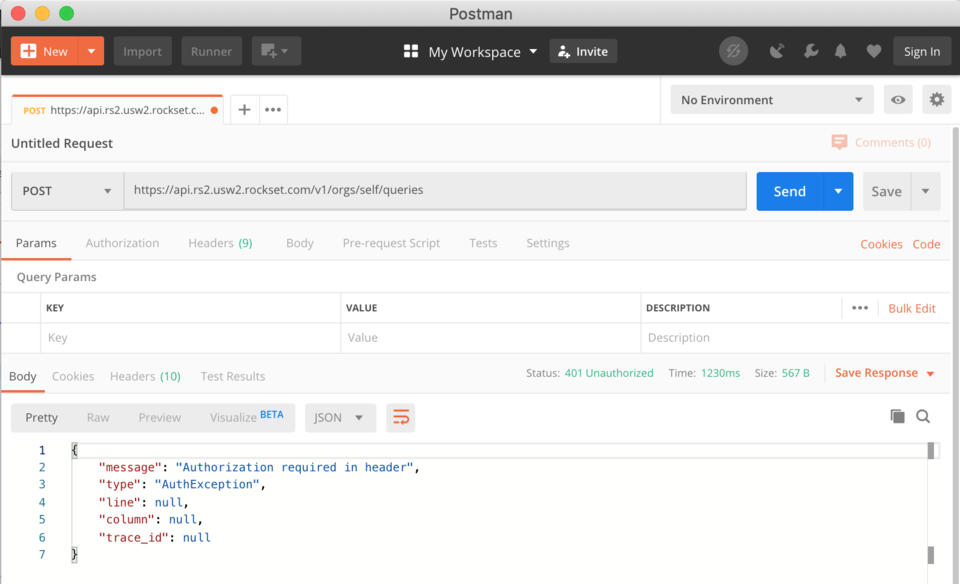 Postman
New Import Runner My Workspace Invite Sign In
POST https://api.rs2.usw2.rockset.c... No Environment
Untitled Request Comments (0)
POST https://api.rs2.usw2.rockset.com/v1/orgs/self/queries Send Save
Params Authorization Headers (9) Body Pre-request Script Tests Settings Cookies Code
Query Params
KEY VALUE DESCRIPTION Bulk Edit
Key Value Description
Body Cookies Headers (10) Test Results Status: 401 Unauthorized Time: 1230ms Size: 567 B Save Response
Pretty Raw Preview Visualize BETA JSON
1 {
2 "message": "Authorization required in header",
3 "type": "AuthException",
4 "line": null,
5 "column": null,
6 "trace_id": null
7 }